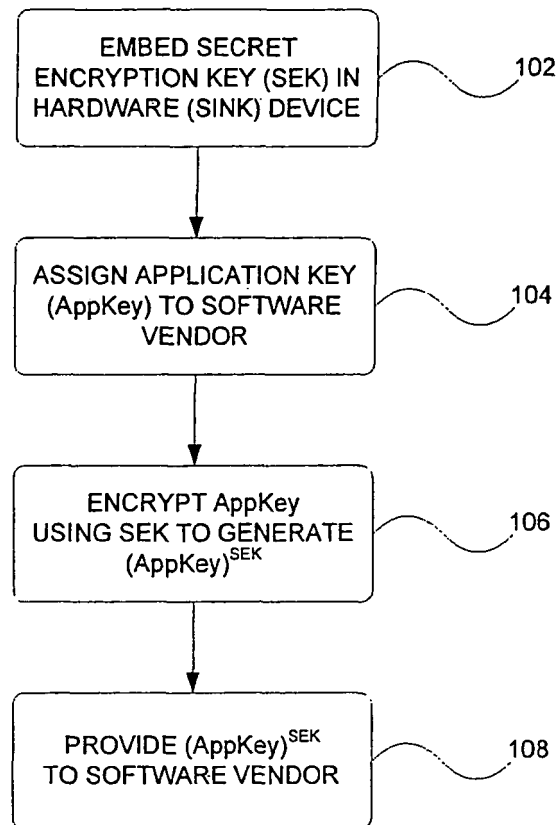 EMBED SECRET
ENCRYPTION KEY (SEK) IN
HARDWARE (SINK) DEVICE
102
ASSIGN APPLICATION KEY
(AppKey) TO SOFTWARE
VENDOR
104
ENCRYPT AppKey
USING SEK TO GENERATE
(AppKey)^SEK
106
PROVIDE (AppKey)^SEK
TO SOFTWARE VENDOR
108